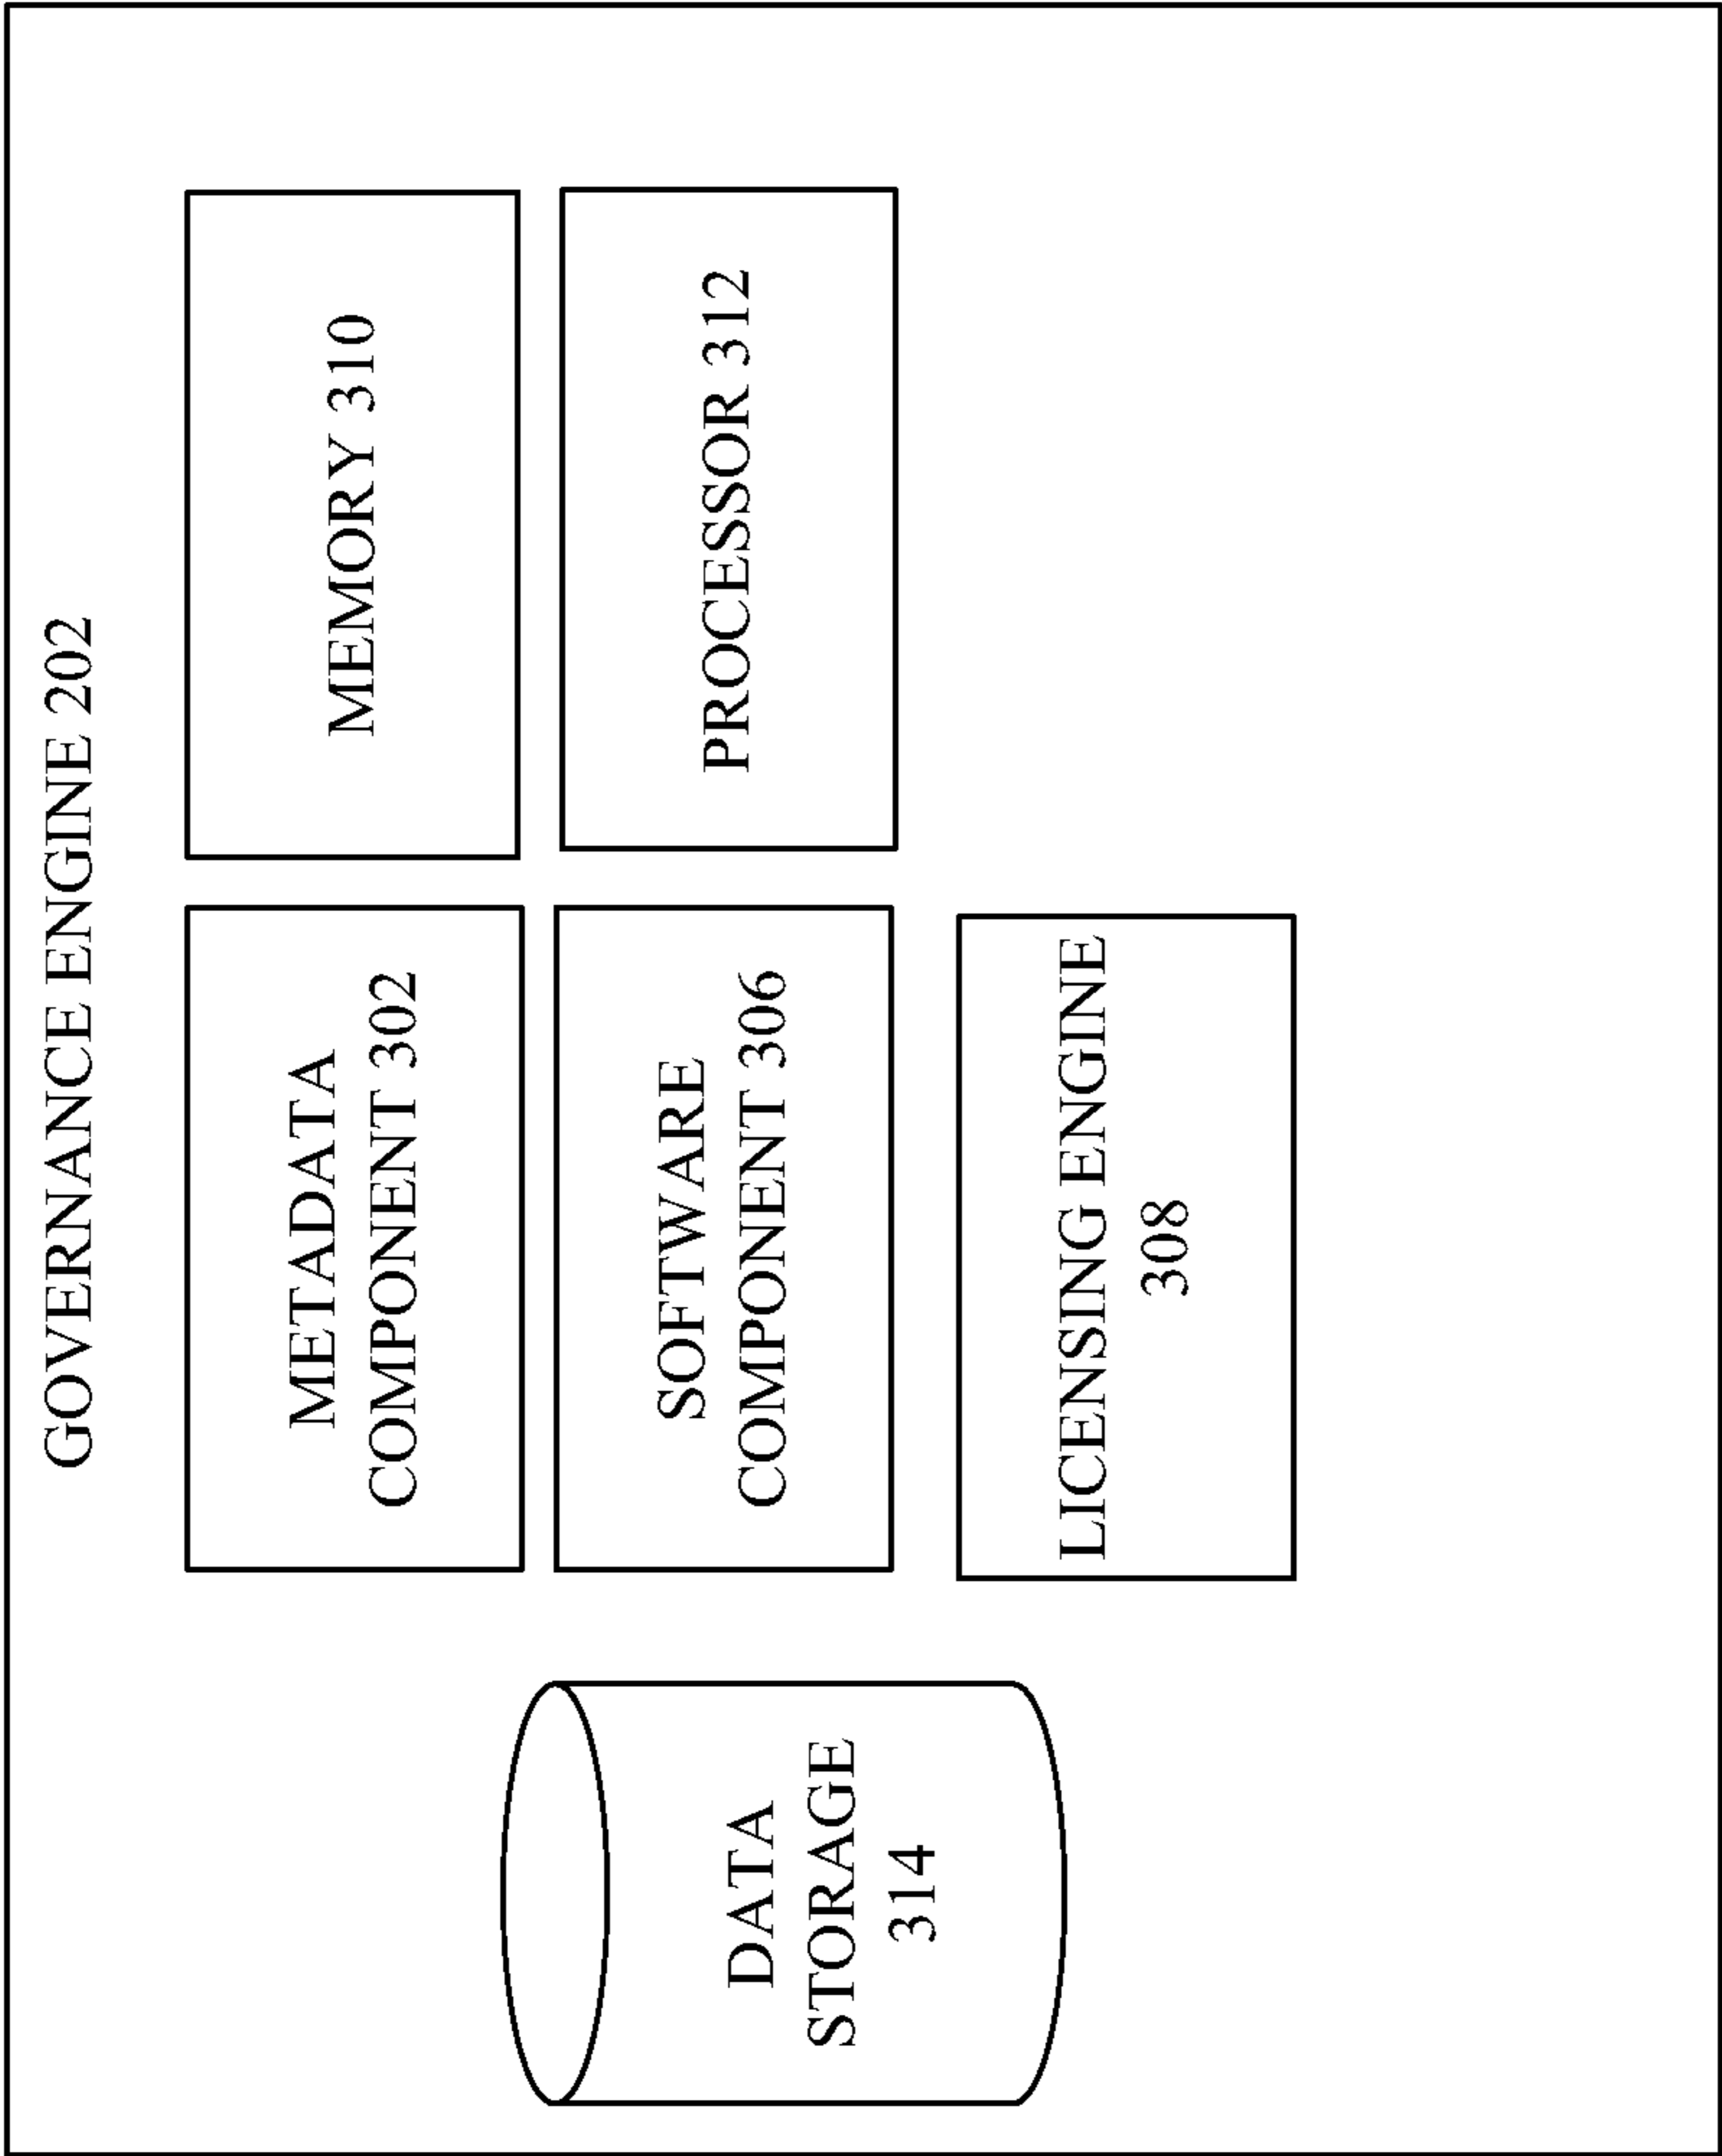 GOVERNANCE ENGINE 202
DATA
STORAGE
314
METADATA
COMPONENT 302
SOFTWARE
COMPONENT 306
LICENSING ENGINE
308
MEMORY 310
PROCESSOR 312